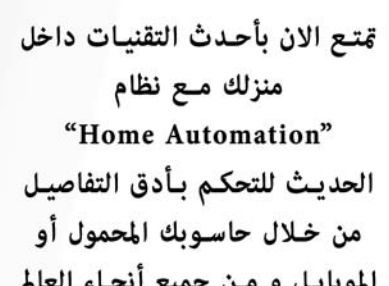 تمتع الان بأحدث التقنيات داخل
منزلك مع نظام
“Home Automation”
الحديث للتحكم بأدق التفاصيل
من خلال حاسوبك المحمول أو
الموبايل و من جميع أنحاء العالم